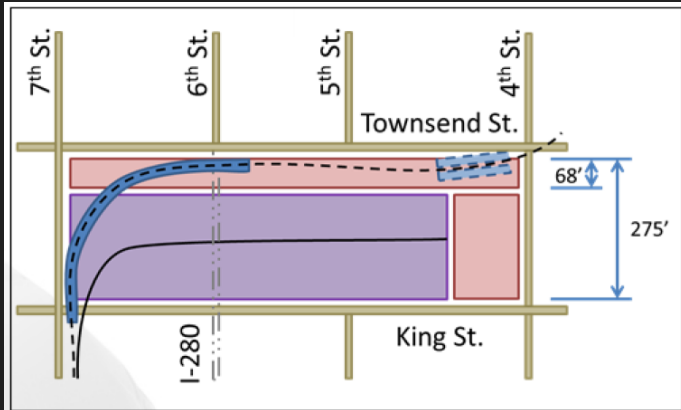 7th St.
6th St.
5th St.
4th St.
Townsend St.
68’
275’
I-280
King St.